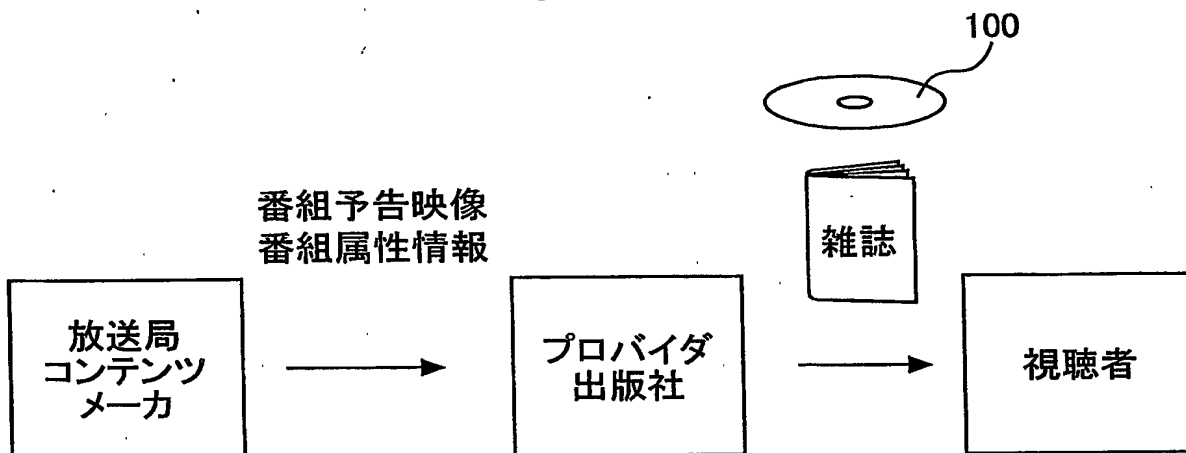 100
番組予告映像
番組属性情報
雑誌
放送局
コンテンツ
メーカ
プロバイダ
出版社
視聴者